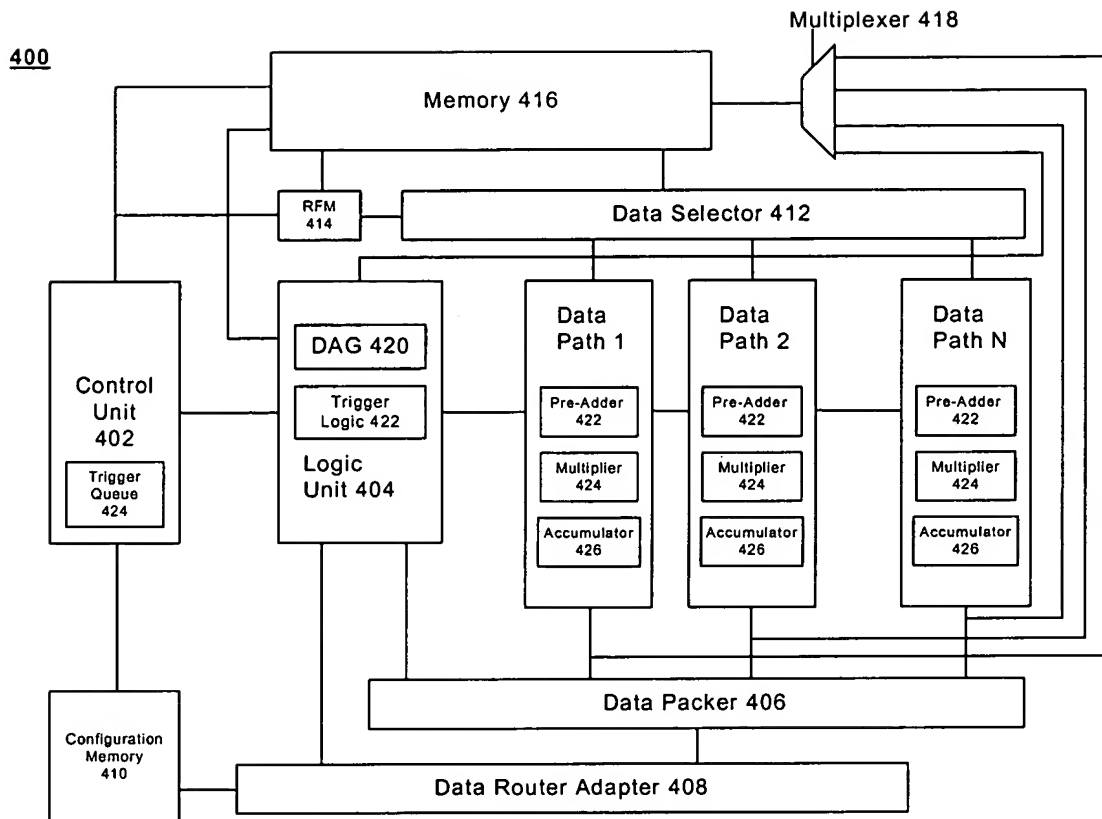 Multiplexer 418
400
Memory 416
RFM
414
Data Selector 412
Control
Unit
402
Trigger
Queue
424
DAG 420
Trigger
Logic 422
Logic
Unit 404
Data
Path 1
Pre-Adder
422
Multiplier
424
Accumulator
426
Data
Path 2
Pre-Adder
422
Multiplier
424
Accumulator
426
Data
Path N
Pre-Adder
422
Multiplier
424
Accumulator
426
Data Packer 406
Configuration
Memory
410
Data Router Adapter 408